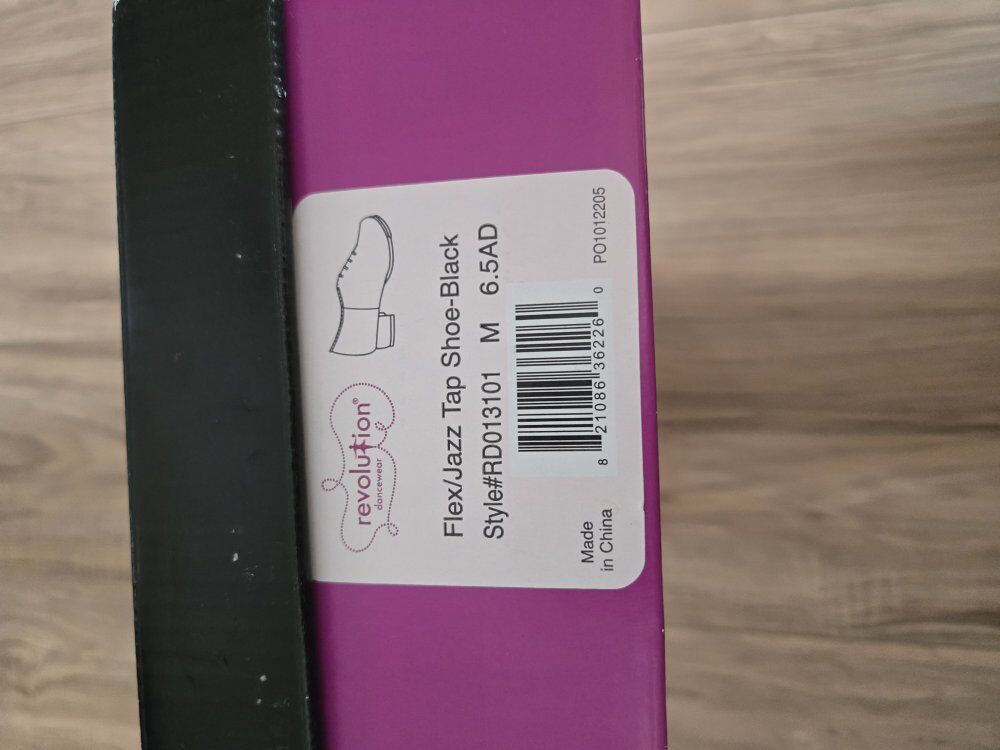 revolution®
dancewear
Flex/Jazz Tap Shoe-Black
Style#RD013101 M 6.5AD
8 21086 36226 0
Made
in China
PO1012205